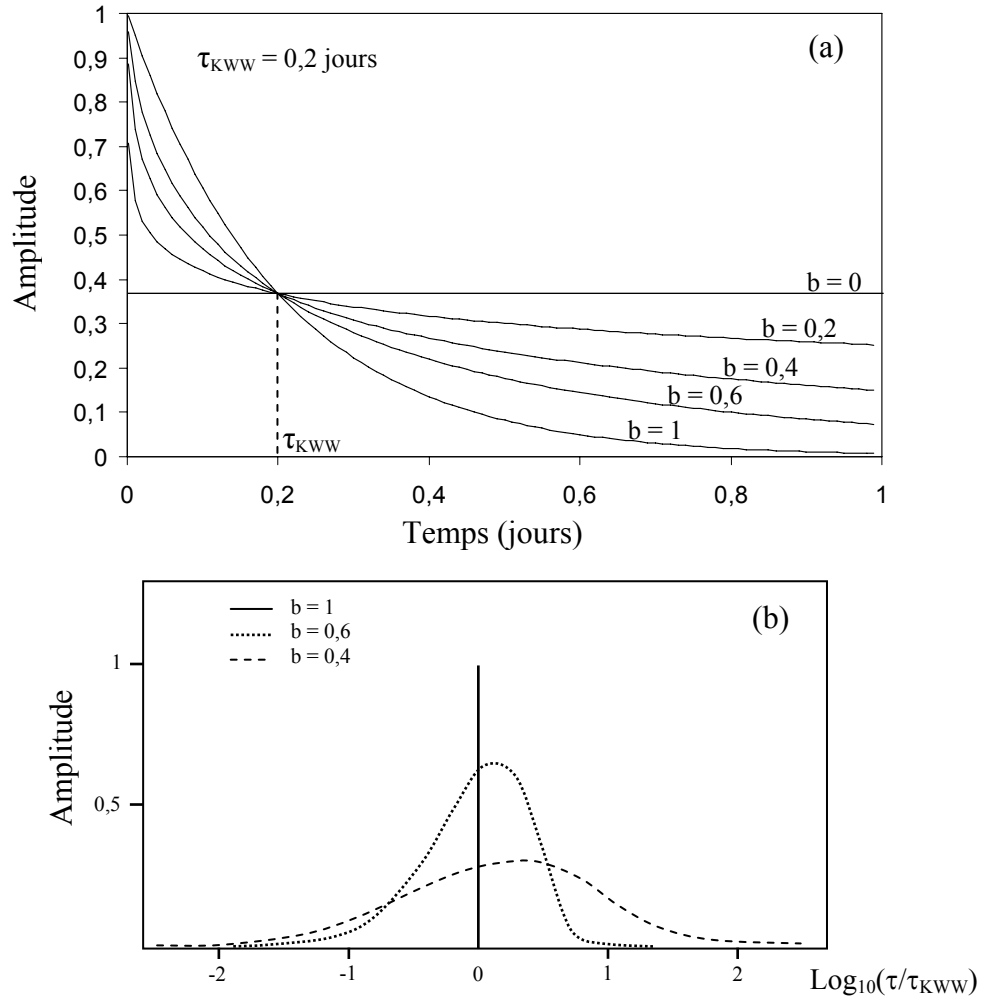 (a)
τKWW = 0,2 jours
1
0,9
0,8
0,7
0,6
0,5
0,4
0,3
0,2
0,1
0
Amplitude
b = 0
b = 0,2
b = 0,4
b = 0,6
b = 1
τKWW
0
0,2
0,4
0,6
0,8
1
Temps (jours)
(b)
b = 1
b = 0,6
b = 0,4
1
0,5
Amplitude
-2
-1
0
1
2
Log10(τ/τKWW)